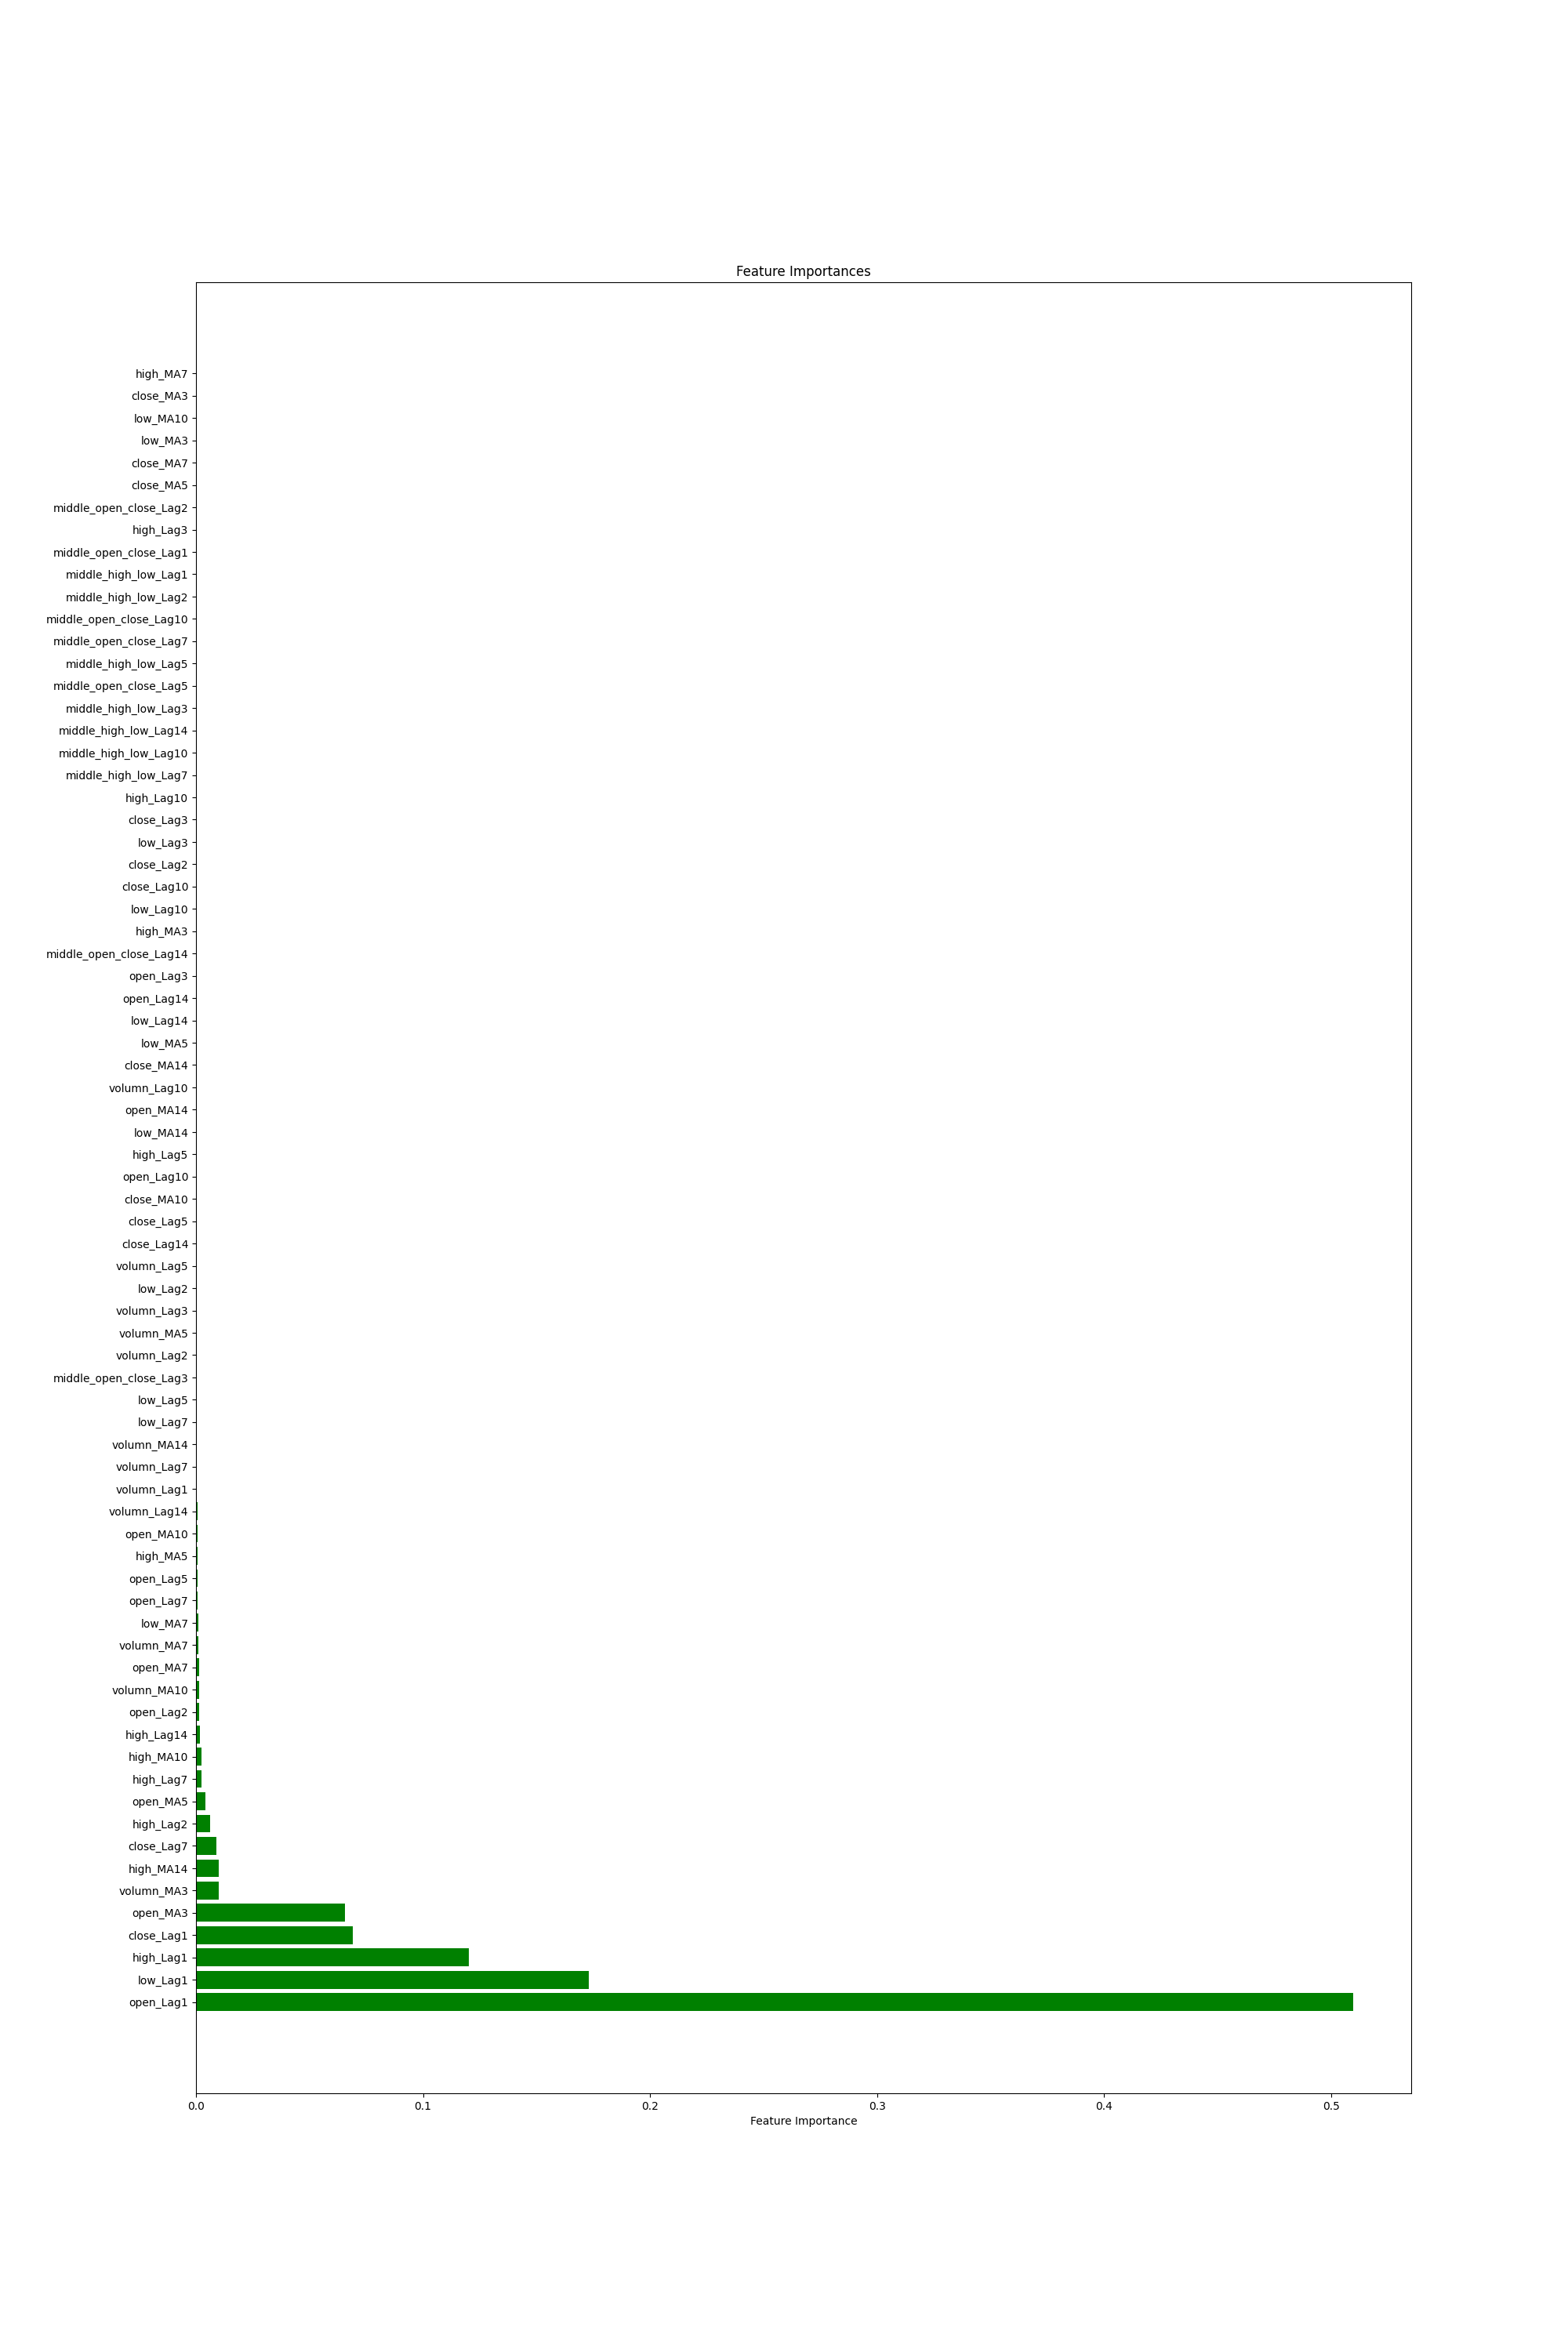 Feature Importances
high_MA7
close_MA3
low_MA10
low_MA3
close_MA7
close_MA5
middle_open_close_Lag2
high_Lag3
middle_open_close_Lag1
middle_high_low_Lag1
middle_high_low_Lag2
middle_open_close_Lag10
middle_open_close_Lag7
middle_high_low_Lag5
middle_open_close_Lag5
middle_high_low_Lag3
middle_high_low_Lag14
middle_high_low_Lag10
middle_high_low_Lag7
high_Lag10
close_Lag3
low_Lag3
close_Lag2
close_Lag10
low_Lag10
high_MA3
middle_open_close_Lag14
open_Lag3
open_Lag14
low_Lag14
low_MA5
close_MA14
volumn_Lag10
open_MA14
low_MA14
high_Lag5
open_Lag10
close_MA10
close_Lag5
close_Lag14
volumn_Lag5
low_Lag2
volumn_Lag3
volumn_MA5
volumn_Lag2
middle_open_close_Lag3
low_Lag5
low_Lag7
volumn_MA14
volumn_Lag7
volumn_Lag1
volumn_Lag14
open_MA10
high_MA5
open_Lag5
open_Lag7
low_MA7
volumn_MA7
open_MA7
volumn_MA10
open_Lag2
high_Lag14
high_MA10
high_Lag7
open_MA5
high_Lag2
close_Lag7
high_MA14
volumn_MA3
open_MA3
close_Lag1
high_Lag1
low_Lag1
open_Lag1
0.0 0.1 0.2 0.3 0.4 0.5
Feature Importance